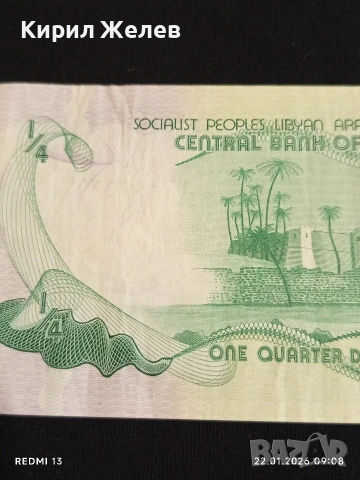 Кирил Желев
SOCIALIST PEOPLES LIBYAN ARA
CENTRAL BANK OF
1/4
1/4
ONE QUARTER D
REDMI 13
22.01.2026 09:08
BAZAR